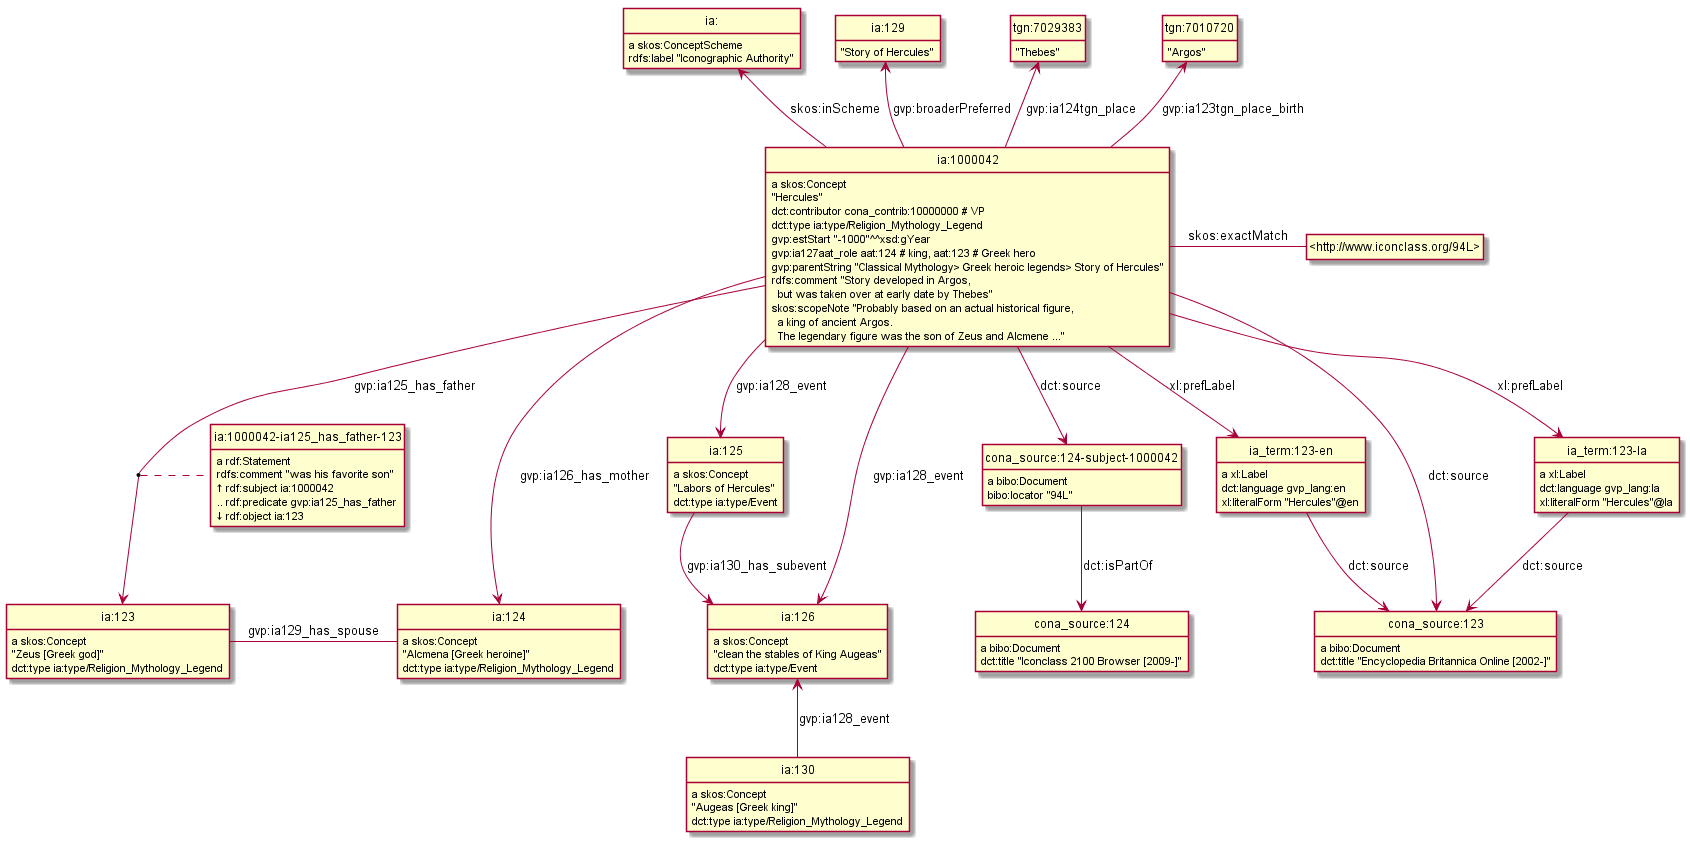 ia:
a skos:ConceptScheme
rdfs:label "Iconographic Authority"
ia:129
"Story of Hercules"
tgn:7029383
"Thebes"
tgn:7010720
"Argos"
skos:inScheme
gvp:broaderPreferred
gvp:ia124tgn_place
gvp:ia123tgn_place_birth
ia:1000042
a skos:Concept
"Hercules"
dct:contributor cona_contrib:10000000 # VP
dct:type ia:type/Religion_Mythology_Legend
gvp:estStart "-1000"^^xsd:gYear
gvp:ia127aat_role aat:124 # king, aat:123 # Greek hero
gvp:parentString "Classical Mythology> Greek heroic legends> Story of Hercules"
rdfs:comment "Story developed in Argos,
but was taken over at early date by Thebes"
skos:scopeNote "Probably based on an actual historical figure,
a king of ancient Argos.
The legendary figure was the son of Zeus and Alcmene ..."
skos:exactMatch
<http://www.iconclass.org/94L>
gvp:ia125_has_father
gvp:ia128_event
dct:source
xl:prefLabel
xl:prefLabel
ia:1000042-ia125_has_father-123
a rdf:Statement
rdfs:comment "was his favorite son"
↑ rdf:subject ia:1000042
.. rdf:predicate gvp:ia125_has_father
↓ rdf:object ia:123
gvp:ia126_has_mother
ia:125
a skos:Concept
"Labors of Hercules"
dct:type ia:type/Event
gvp:ia128_event
cona_source:124-subject-1000042
a bibo:Document
bibo:locator "94L"
ia_term:123-en
a xl:Label
dct:language gvp_lang:en
xl:literalForm "Hercules"@en
dct:source
ia_term:123-la
a xl:Label
dct:language gvp_lang:la
xl:literalForm "Hercules"@la
gvp:ia130_has_subevent
dct:isPartOf
dct:source
dct:source
ia:123
a skos:Concept
"Zeus [Greek god]"
dct:type ia:type/Religion_Mythology_Legend
gvp:ia129_has_spouse
ia:124
a skos:Concept
"Alcmena [Greek heroine]"
dct:type ia:type/Religion_Mythology_Legend
ia:126
a skos:Concept
"clean the stables of King Augeas"
dct:type ia:type/Event
cona_source:124
a bibo:Document
dct:title "Iconclass 2100 Browser [2009-]"
cona_source:123
a bibo:Document
dct:title "Encyclopedia Britannica Online [2002-]"
gvp:ia128_event
ia:130
a skos:Concept
"Augeas [Greek king]"
dct:type ia:type/Religion_Mythology_Legend